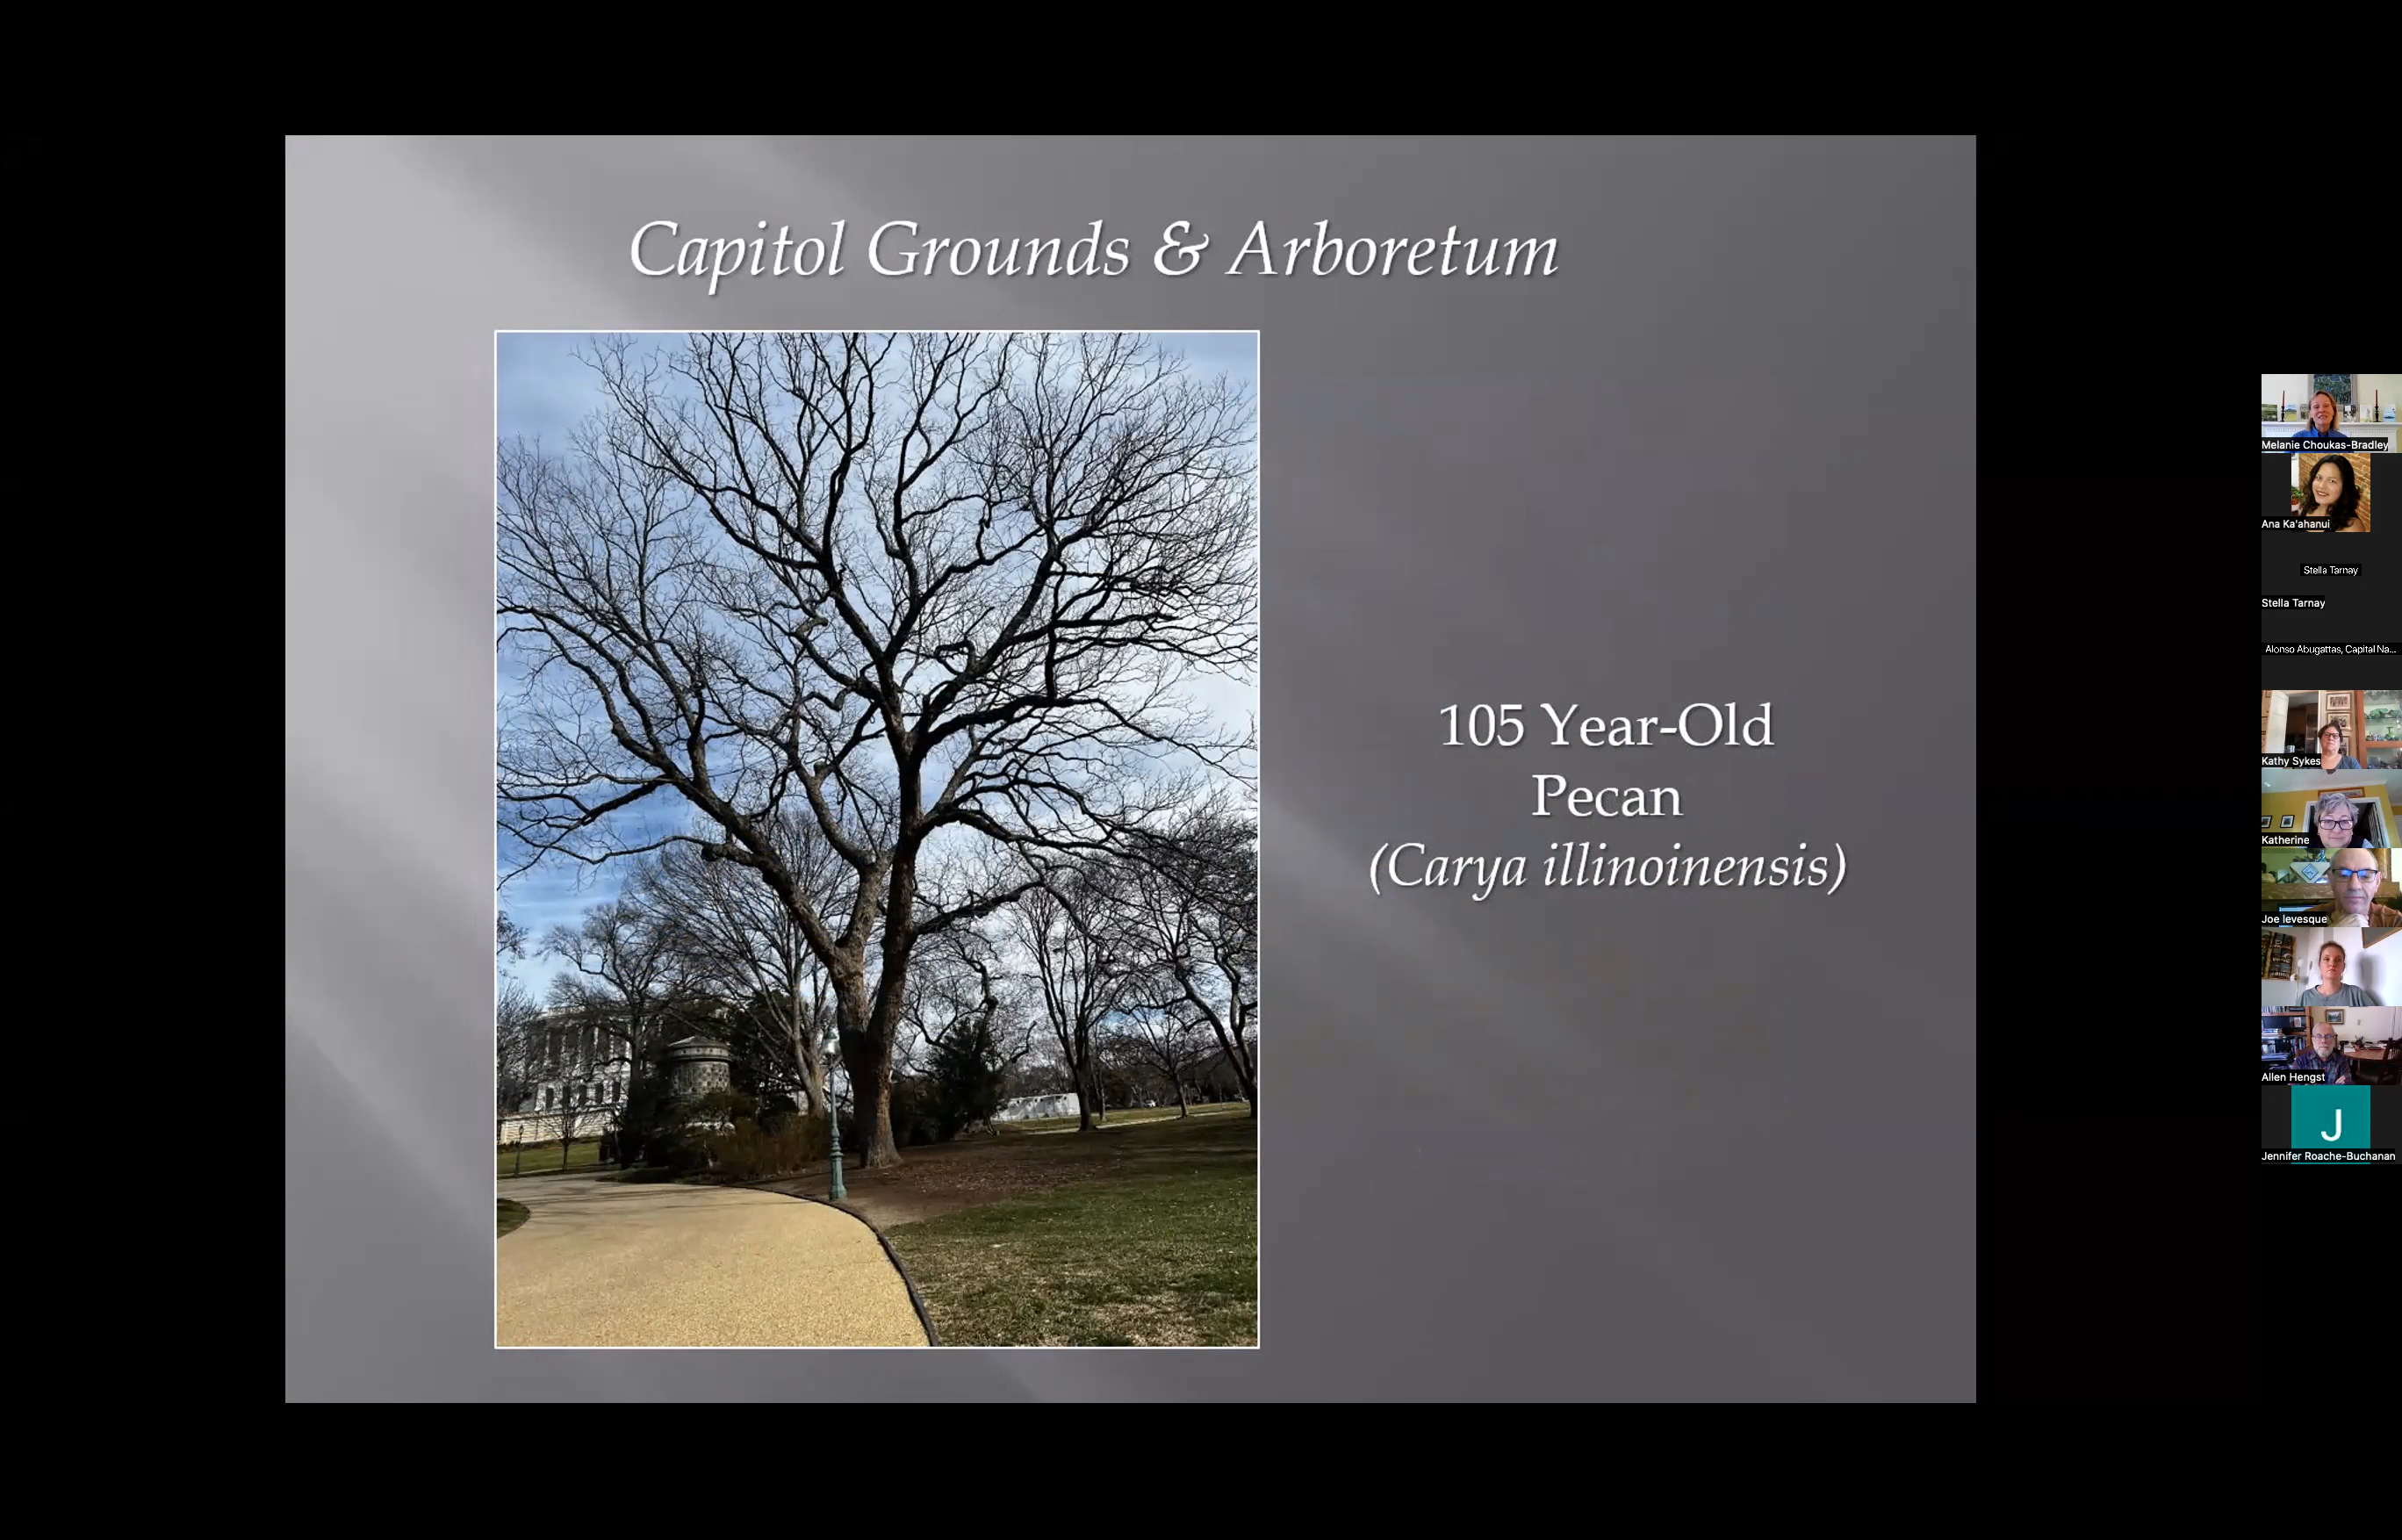 Capitol Grounds & Arboretum
105 Year-Old
Pecan
(Carya illinoinensis)
Melanie Choukas-Bradley
Ana Ka'ahanui
Stella Tarnay
Stella Tarnay
Alonso Abugattas, Capital Na...
Kathy Sykes
Katherine
Joe levesque
Allen Hengst
J
Jennifer Roache-Buchanan